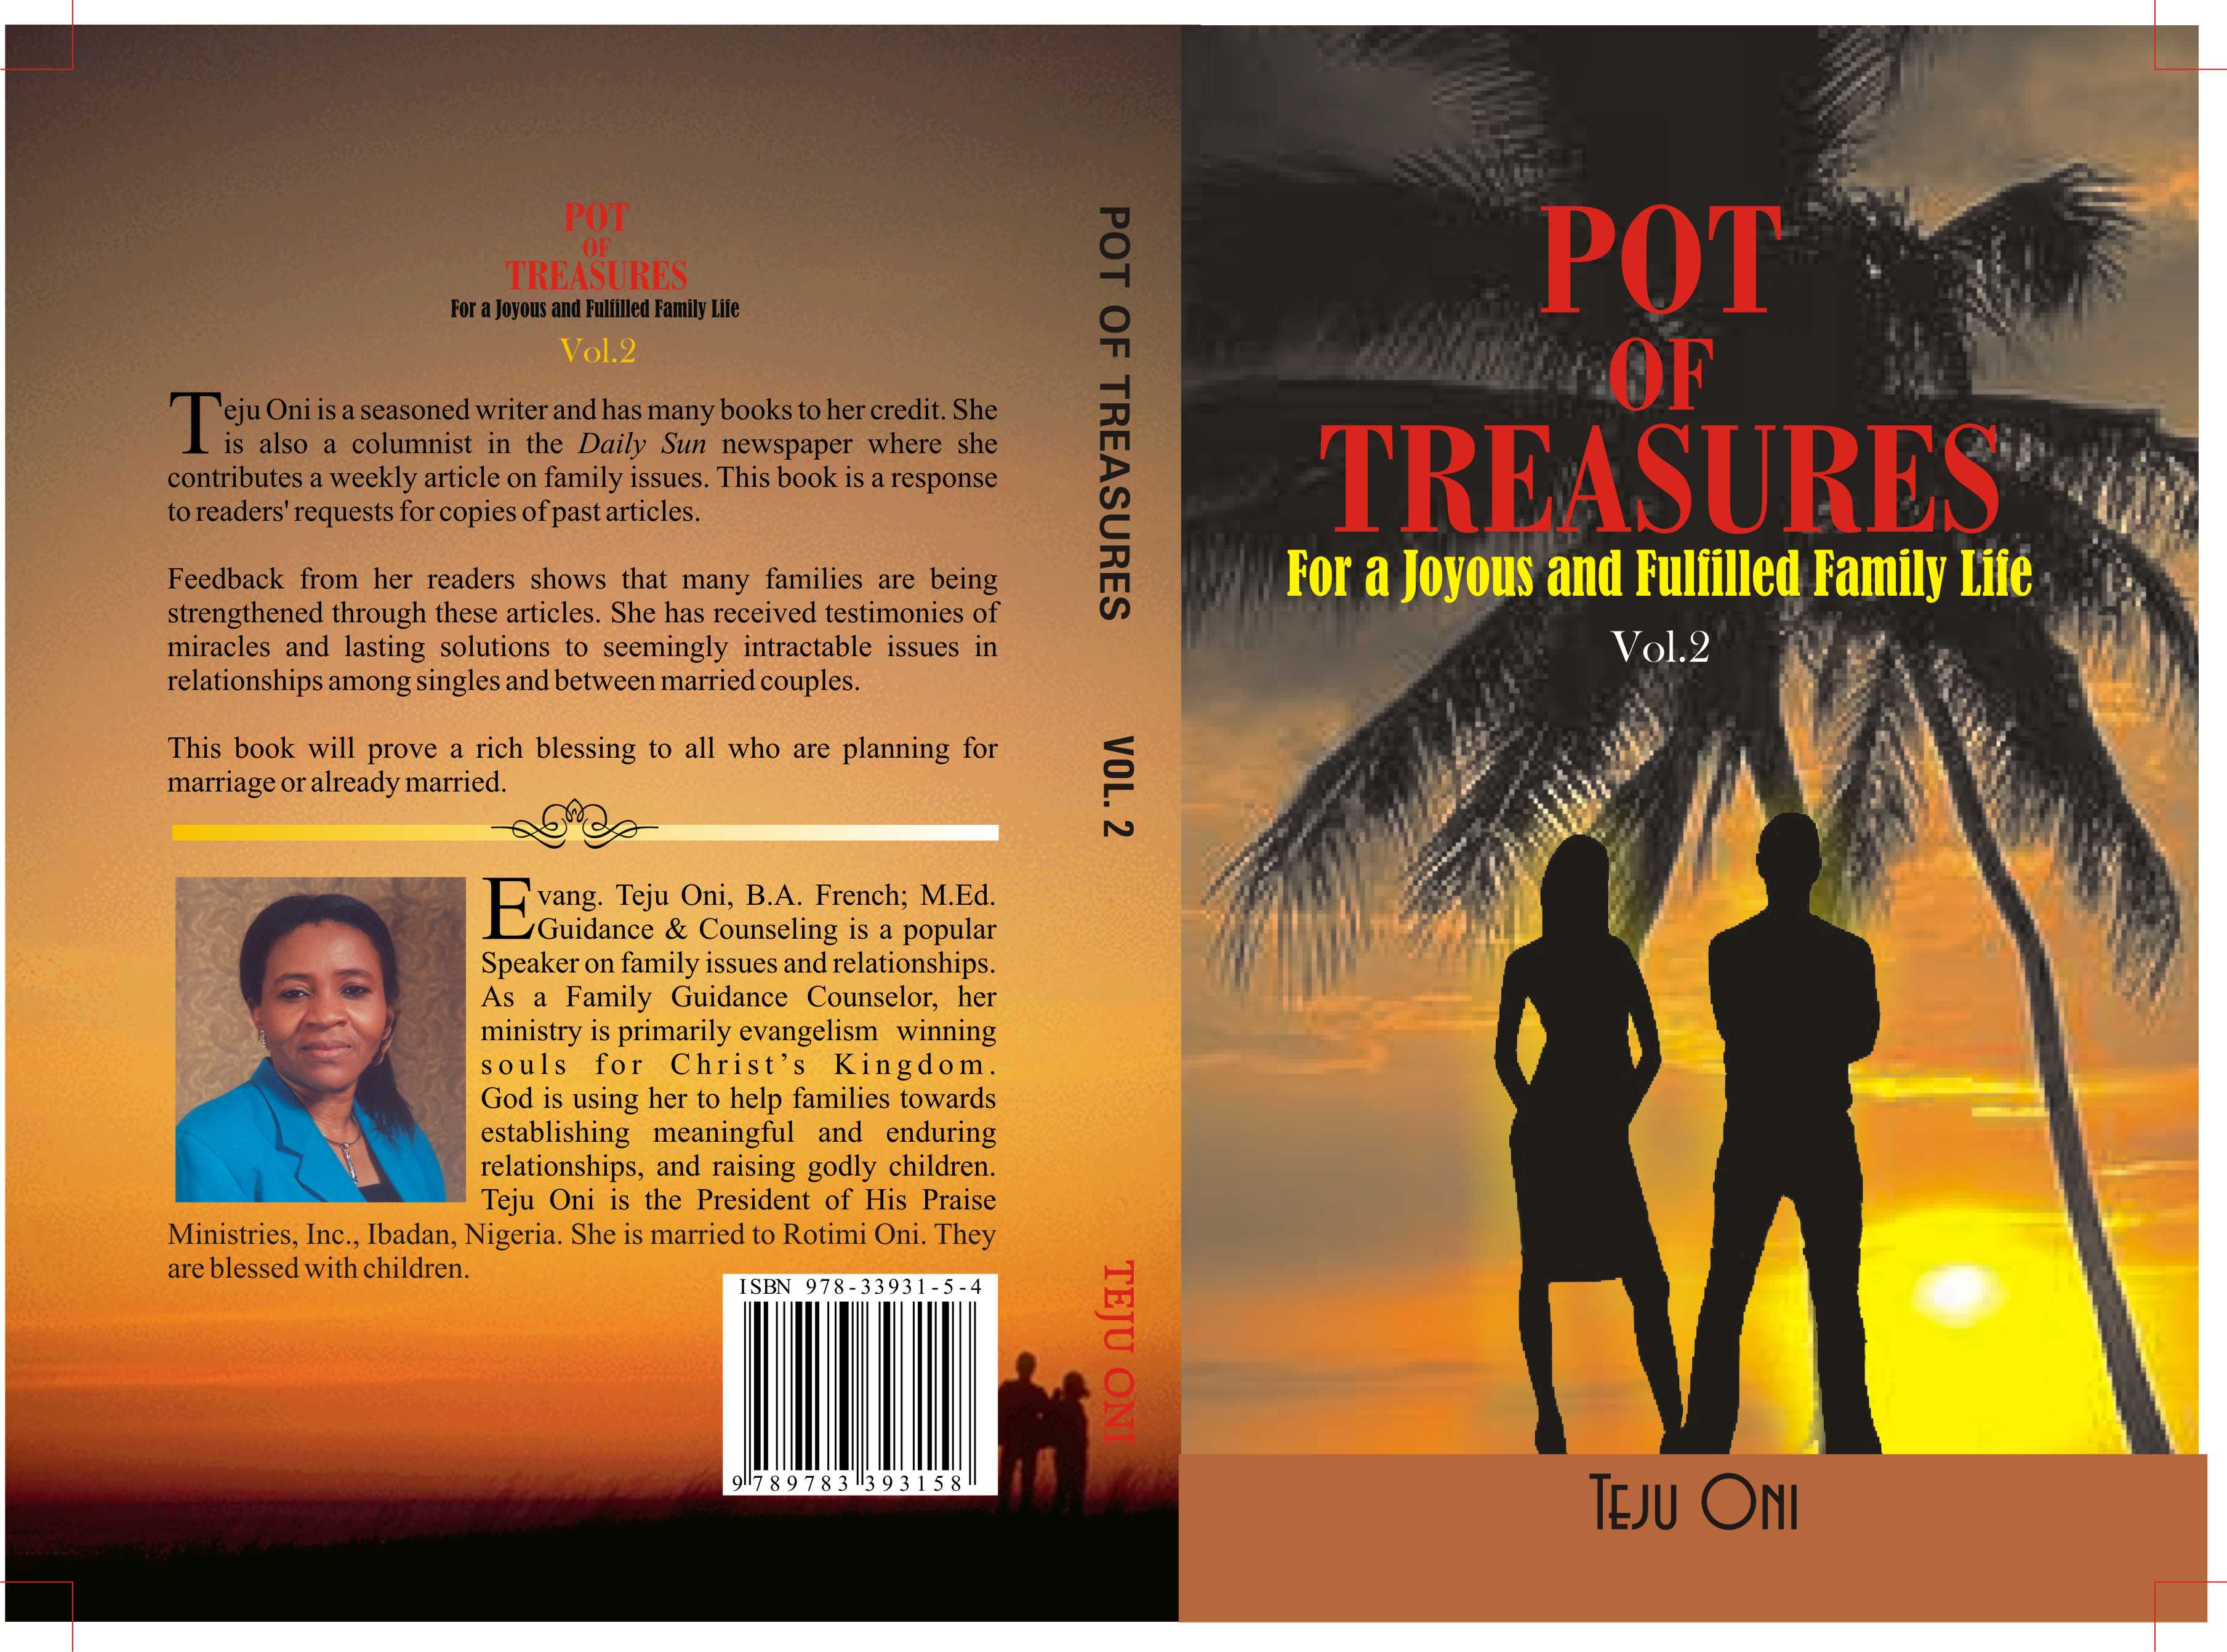 POT
OF
TREASURES
For a Joyous and Fulfilled Family Life
Vol.2
Teju Oni is a seasoned writer and has many books to her credit. She
is also a columnist in the Daily Sun newspaper where she
contributes a weekly article on family issues. This book is a response
to readers' requests for copies of past articles.
Feedback from her readers shows that many families are being
strengthened through these articles. She has received testimonies of
miracles and lasting solutions to seemingly intractable issues in
relationships among singles and between married couples.
This book will prove a rich blessing to all who are planning for
marriage or already married.
Evang. Teju Oni, B.A. French; M.Ed.
Guidance & Counseling is a popular
Speaker on family issues and relationships.
As a Family Guidance Counselor, her
ministry is primarily evangelism winning
souls for Christ’s Kingdom.
God is using her to help families towards
establishing meaningful and enduring
relationships, and raising godly children.
Teju Oni is the President of His Praise
Ministries, Inc., Ibadan, Nigeria. She is married to Rotimi Oni. They
are blessed with children.
ISBN 978-33931-5-4
9 789783 393158
POT OF TREASURES VOL. 2 TEJU ONI
POT
OF
TREASURES
For a Joyous and Fulfilled Family Life
Vol.2
TEJU ONI